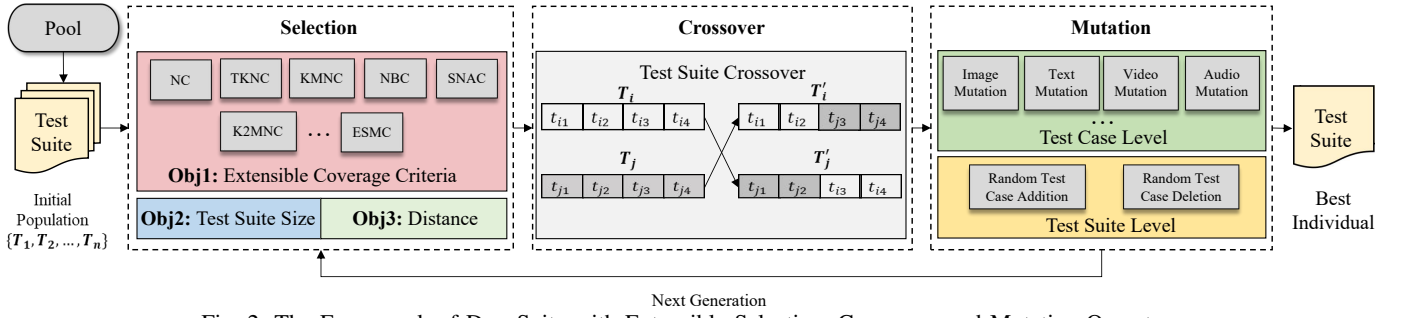 Pool
Test
Suite
Initial
Population
{T₁, T₂, ..., Tₙ}
Selection
NC
TKNC
KMNC
NBC
SNAC
K2MNC
...
ESMC
Obj1: Extensible Coverage Criteria
Obj2: Test Suite Size
Obj3: Distance
Crossover
Test Suite Crossover
Tᵢ
tᵢ₁ tᵢ₂ tᵢ₃ tᵢ₄
Tⱼ
tⱼ₁ tⱼ₂ tⱼ₃ tⱼ₄
Tᵢ′
tᵢ₁ tᵢ₂ tⱼ₃ tⱼ₄
Tⱼ′
tⱼ₁ tⱼ₂ tᵢ₃ tᵢ₄
Mutation
Image
Mutation
Text
Mutation
Video
Mutation
Audio
Mutation
...
Test Case Level
Random Test
Case Addition
Random Test
Case Deletion
Test Suite Level
Test
Suite
Best
Individual
Next Generation